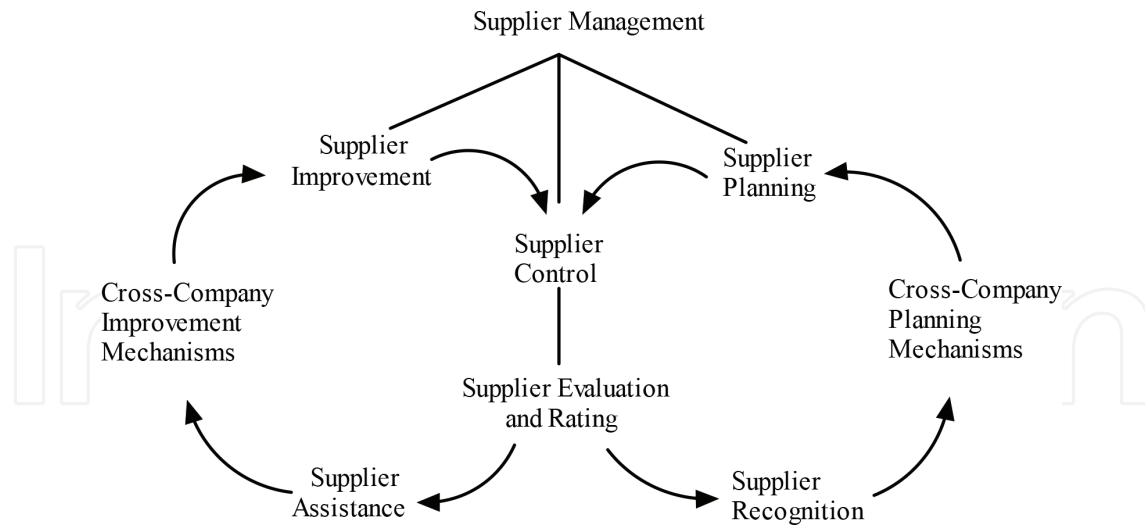 Supplier Management
Supplier
Improvement
Supplier
Planning
Supplier
Control
Cross-Company
Improvement
Mechanisms
Cross-Company
Planning
Mechanisms
Supplier Evaluation
and Rating
Supplier
Assistance
Supplier
Recognition